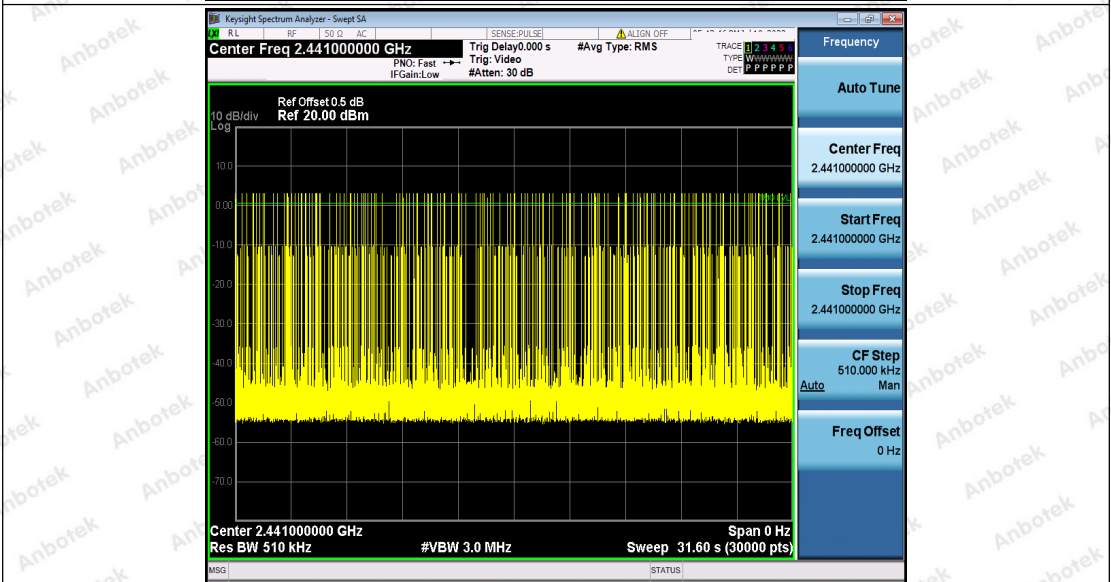 Keysight Spectrum Analyzer - Swept SA
RL RF 50 Ω AC SENSE:PULSE ALIGN OFF
Center Freq 2.441000000 GHz
PNO: Fast
IFGain:Low
Trig Delay0.000 s
Trig: Video
#Atten: 30 dB
#Avg Type: RMS
TRACE 1 2 3 4 5 6
TYPE WWWWWW
DET P P P P P P
Ref Offset 0.5 dB
10 dB/div Ref 20.00 dBm
Log
10.0
0.00
-10.0
-20.0
-30.0
-40.0
-50.0
-60.0
-70.0
Center 2.441000000 GHz Span 0 Hz
Res BW 510 kHz #VBW 3.0 MHz Sweep 31.60 s (30000 pts)
MSG STATUS
Frequency
Auto Tune
Center Freq
2.441000000 GHz
Start Freq
2.441000000 GHz
Stop Freq
2.441000000 GHz
CF Step
510.000 kHz
Auto Man
Freq Offset
0 Hz
Anbotek